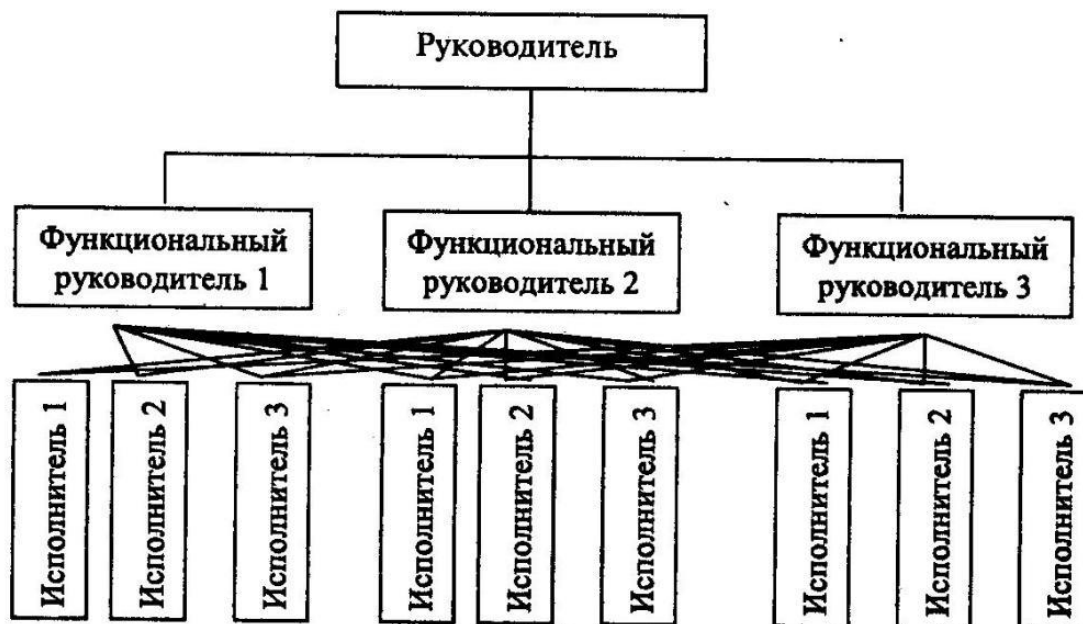 Руководитель
Функциональный
руководитель 1
Функциональный
руководитель 2
Функциональный
руководитель 3
Исполнитель 1
Исполнитель 2
Исполнитель 3
Исполнитель 1
Исполнитель 2
Исполнитель 3
Исполнитель 1
Исполнитель 2
Исполнитель 3